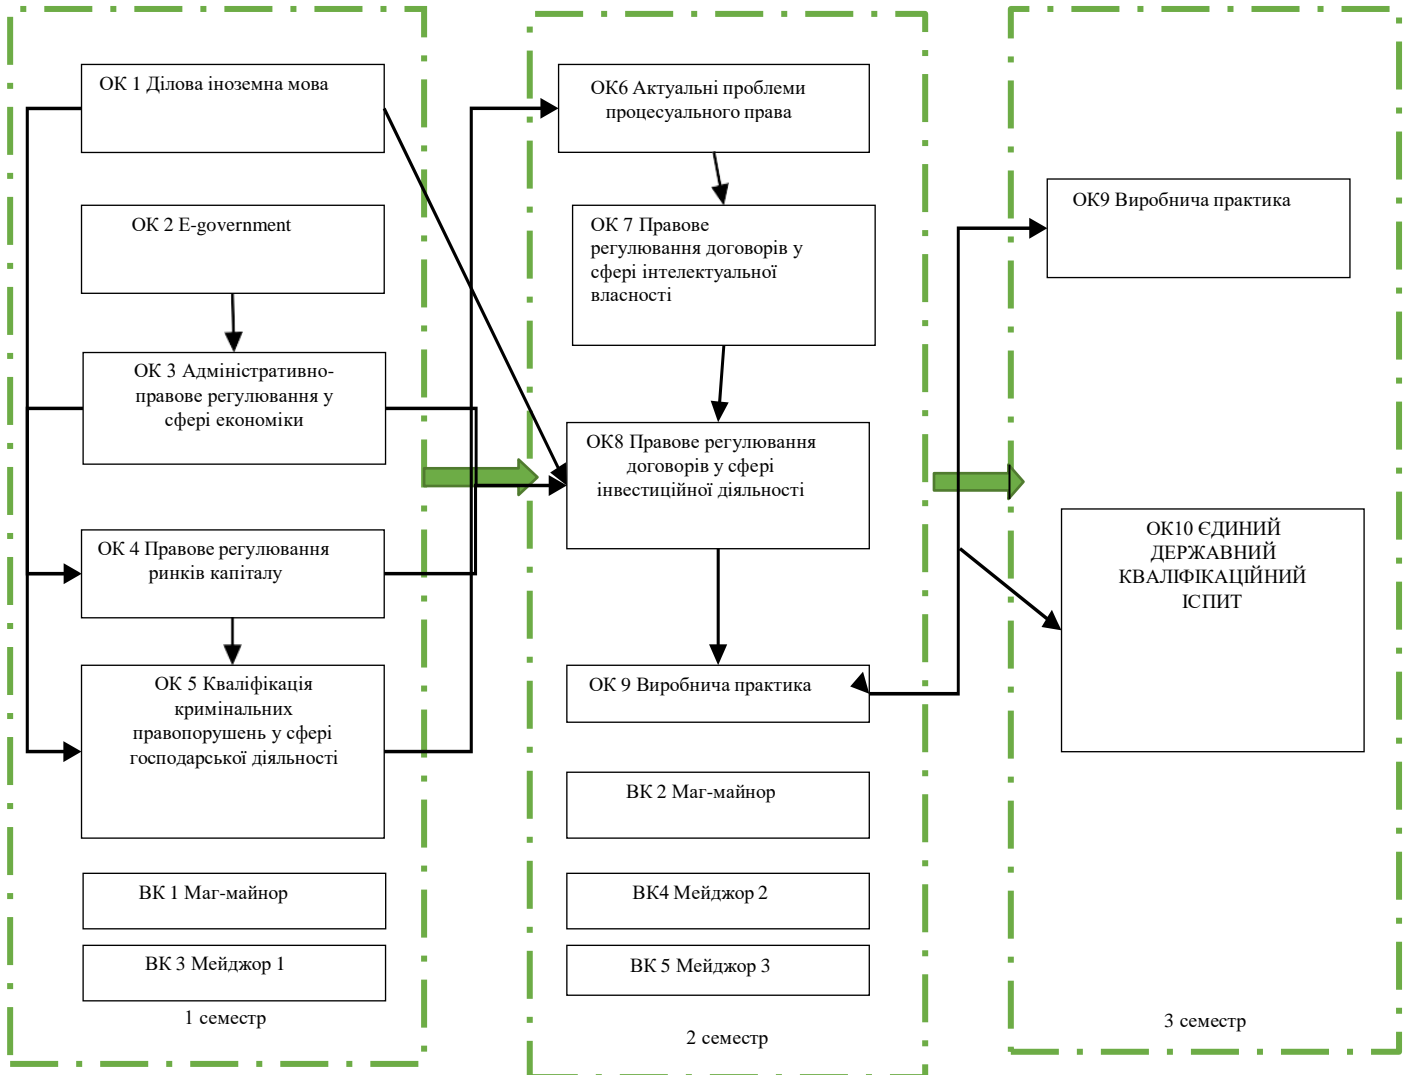 ОК 1 Ділова іноземна мова
ОК 2 E-government
ОК 3 Адміністративно-
правове регулювання у
сфері економіки
ОК 4 Правове регулювання
ринків капіталу
ОК 5 Кваліфікація
кримінальних
правопорушень у сфері
господарської діяльності
ВК 1 Маг-майнор
ВК 3 Мейджор 1
1 семестр
ОК6 Актуальні проблеми
процесуального права
ОК 7 Правове
регулювання договорів у
сфері інтелектуальної
власності
ОК8 Правове регулювання
договорів у сфері
інвестиційної діяльності
ОК 9 Виробнича практика
ВК 2 Маг-майнор
ВК4 Мейджор 2
ВК 5 Мейджор 3
2 семестр
ОК9 Виробнича практика
ОК10 ЄДИНИЙ
ДЕРЖАВНИЙ
КВАЛІФІКАЦІЙНИЙ
ІСПИТ
3 семестр